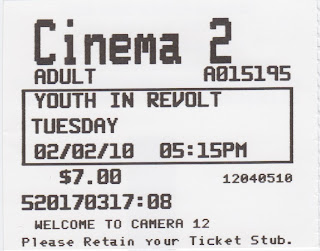 Cinema 2
ADULT A015195
YOUTH IN REVOLT
TUESDAY
02/02/10 05:15PM
$7.00 12040510
520170317:08
WELCOME TO CAMERA 12
Please Retain your Ticket Stub.